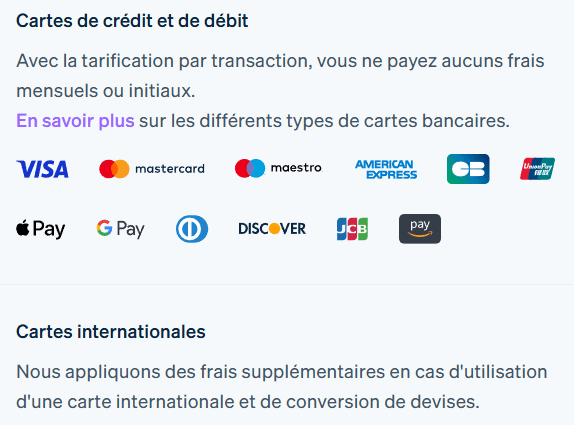 Cartes de crédit et de débit
Avec la tarification par transaction, vous ne payez aucuns frais
mensuels ou initiaux.
En savoir plus sur les différents types de cartes bancaires.
VISA mastercard maestro AMERICAN EXPRESS CB UnionPay 银联
Pay G Pay DISCOVER JCB pay
Cartes internationales
Nous appliquons des frais supplémentaires en cas d'utilisation
d'une carte internationale et de conversion de devises.